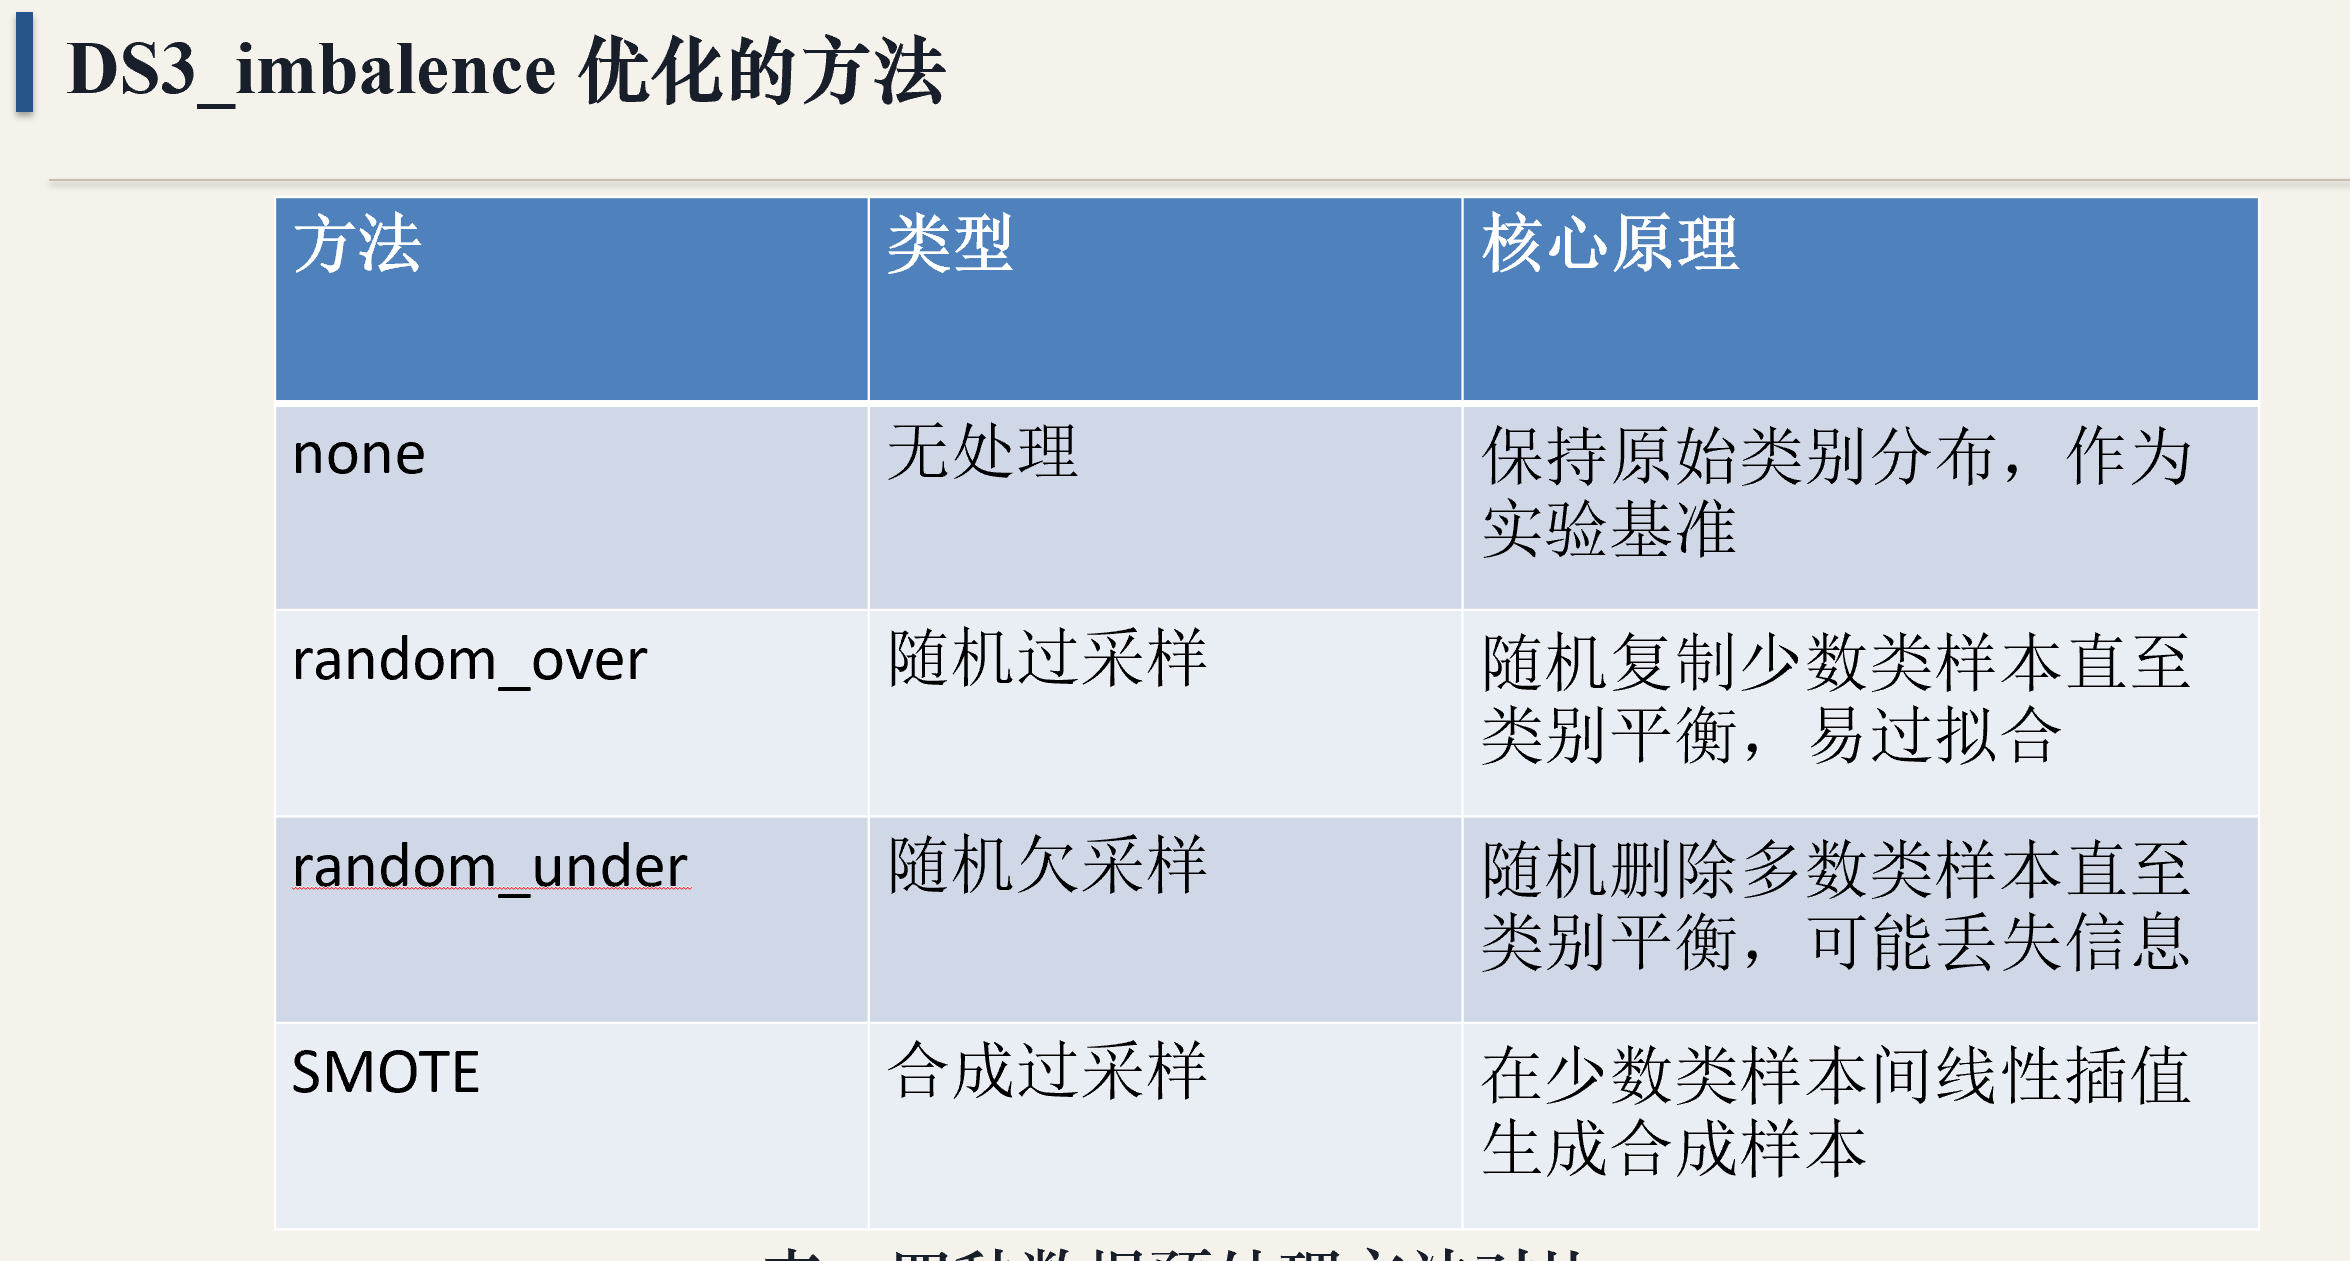 DS3_imbalence 优化的方法
方法
类型
核心原理
none
无处理
保持原始类别分布，作为
实验基准
random_over
随机过采样
随机复制少数类样本直至
类别平衡，易过拟合
random_under
随机欠采样
随机删除多数类样本直至
类别平衡，可能丢失信息
SMOTE
合成过采样
在少数类样本间线性插值
生成合成样本